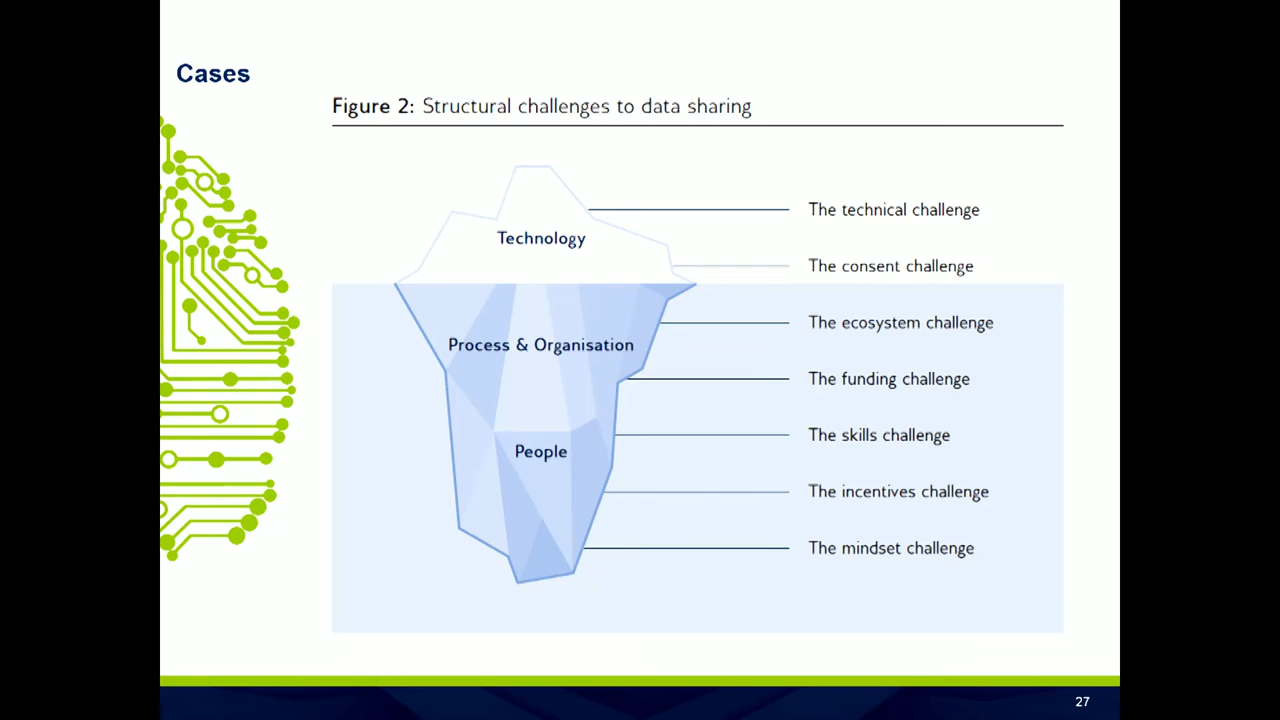 Cases
Figure 2: Structural challenges to data sharing
Technology
The technical challenge
The consent challenge
Process & Organisation
The ecosystem challenge
The funding challenge
People
The skills challenge
The incentives challenge
The mindset challenge
27